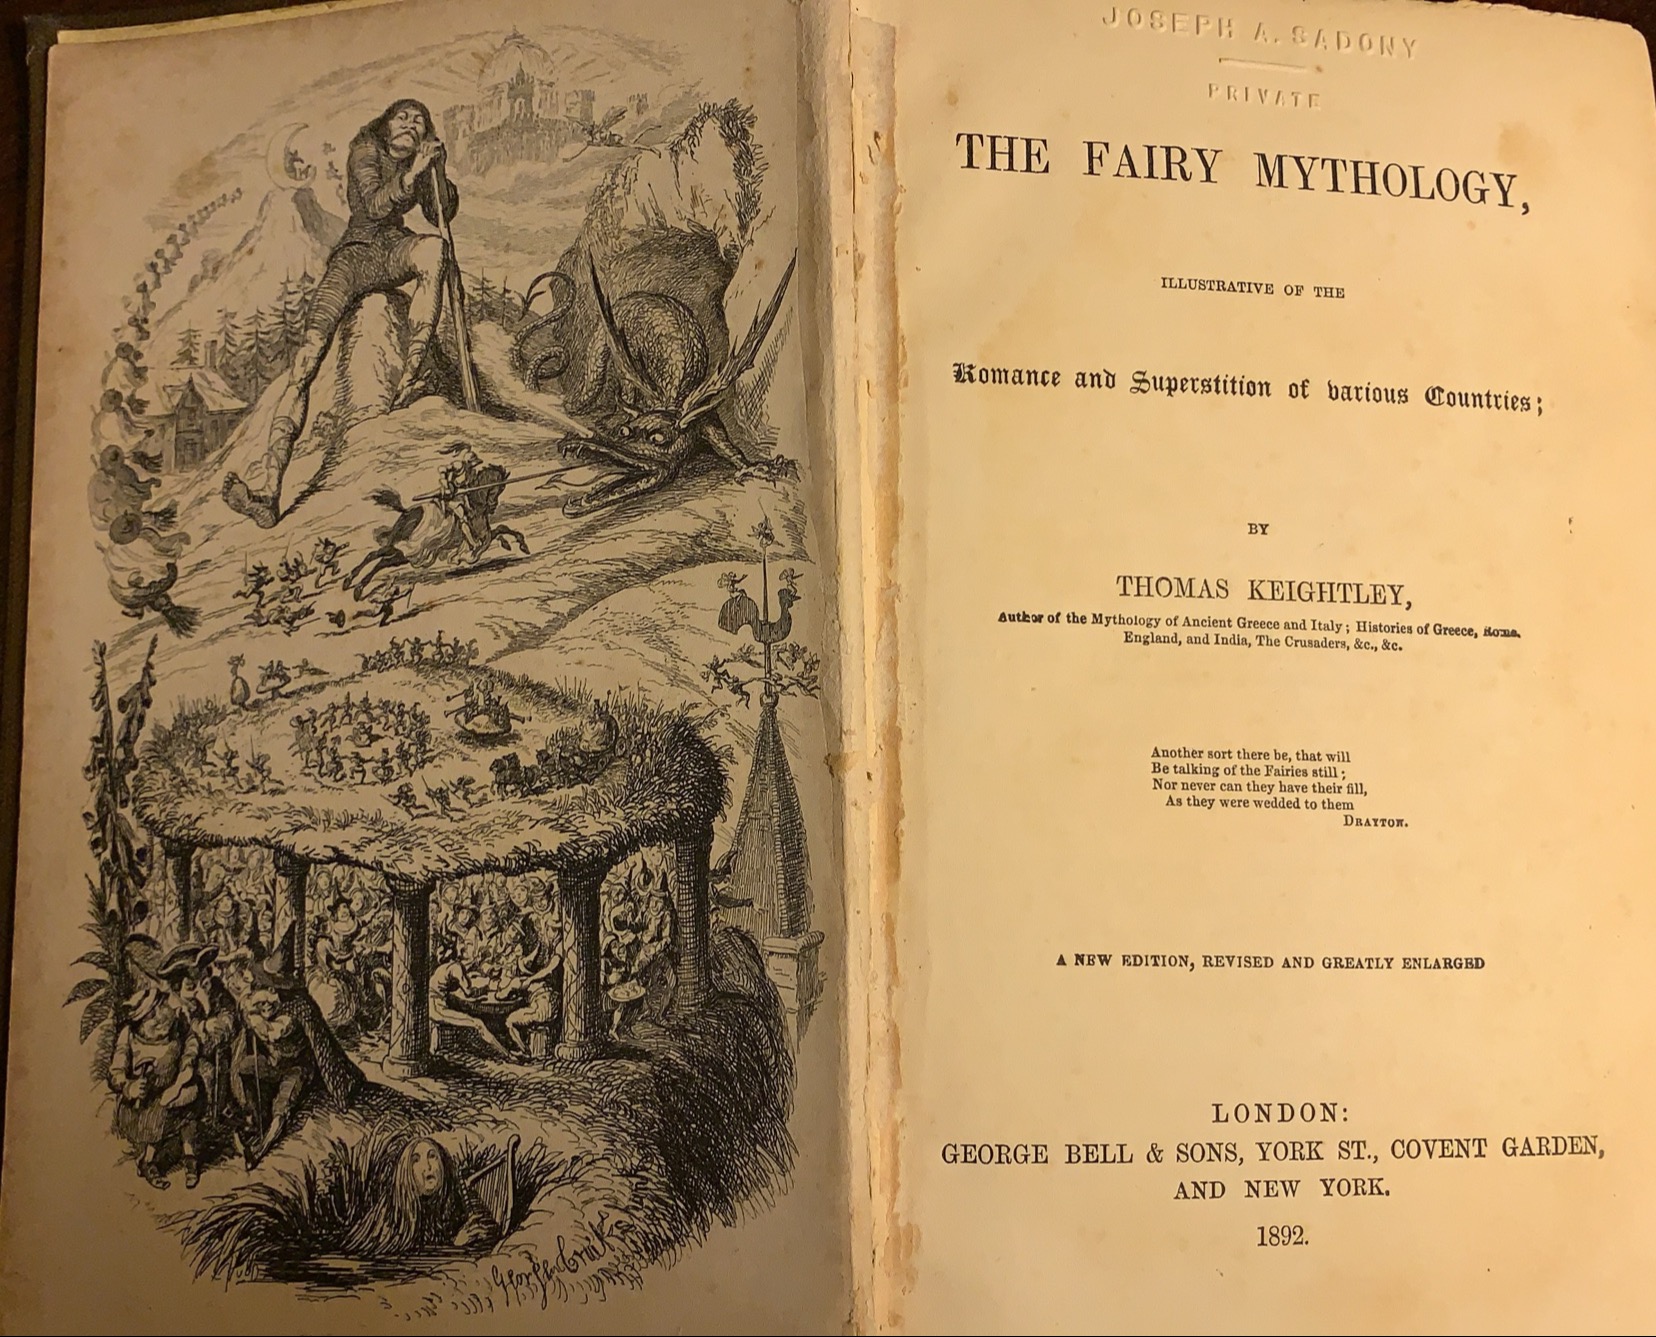 George Cruik
JOSEPH A. SADONY
PRIVATE
THE FAIRY MYTHOLOGY,
ILLUSTRATIVE OF THE
Romance and Superstition of various Countries;
BY
THOMAS KEIGHTLEY,
Author of the Mythology of Ancient Greece and Italy; Histories of Greece, Rome,
England, and India, The Crusaders, &c., &c.
Another sort there be, that will
Be talking of the Fairies still;
Nor never can they have their fill,
As they were wedded to them
DRAYTON.
A NEW EDITION, REVISED AND GREATLY ENLARGED
LONDON:
GEORGE BELL & SONS, YORK ST., COVENT GARDEN,
AND NEW YORK.
1892.